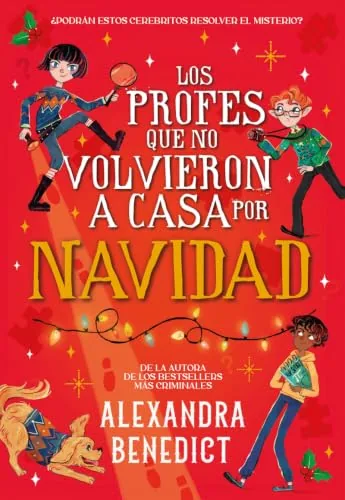 ¿PODRÁN ESTOS CEREBRITOS RESOLVER EL MISTERIO?
LOS
PROFES
QUE NO
VOLVIERON
A CASA POR
NAVIDAD
DE LA AUTORA
DE LOS BESTSELLERS
MÁS CRIMINALES
ALEXANDRA
BENEDICT